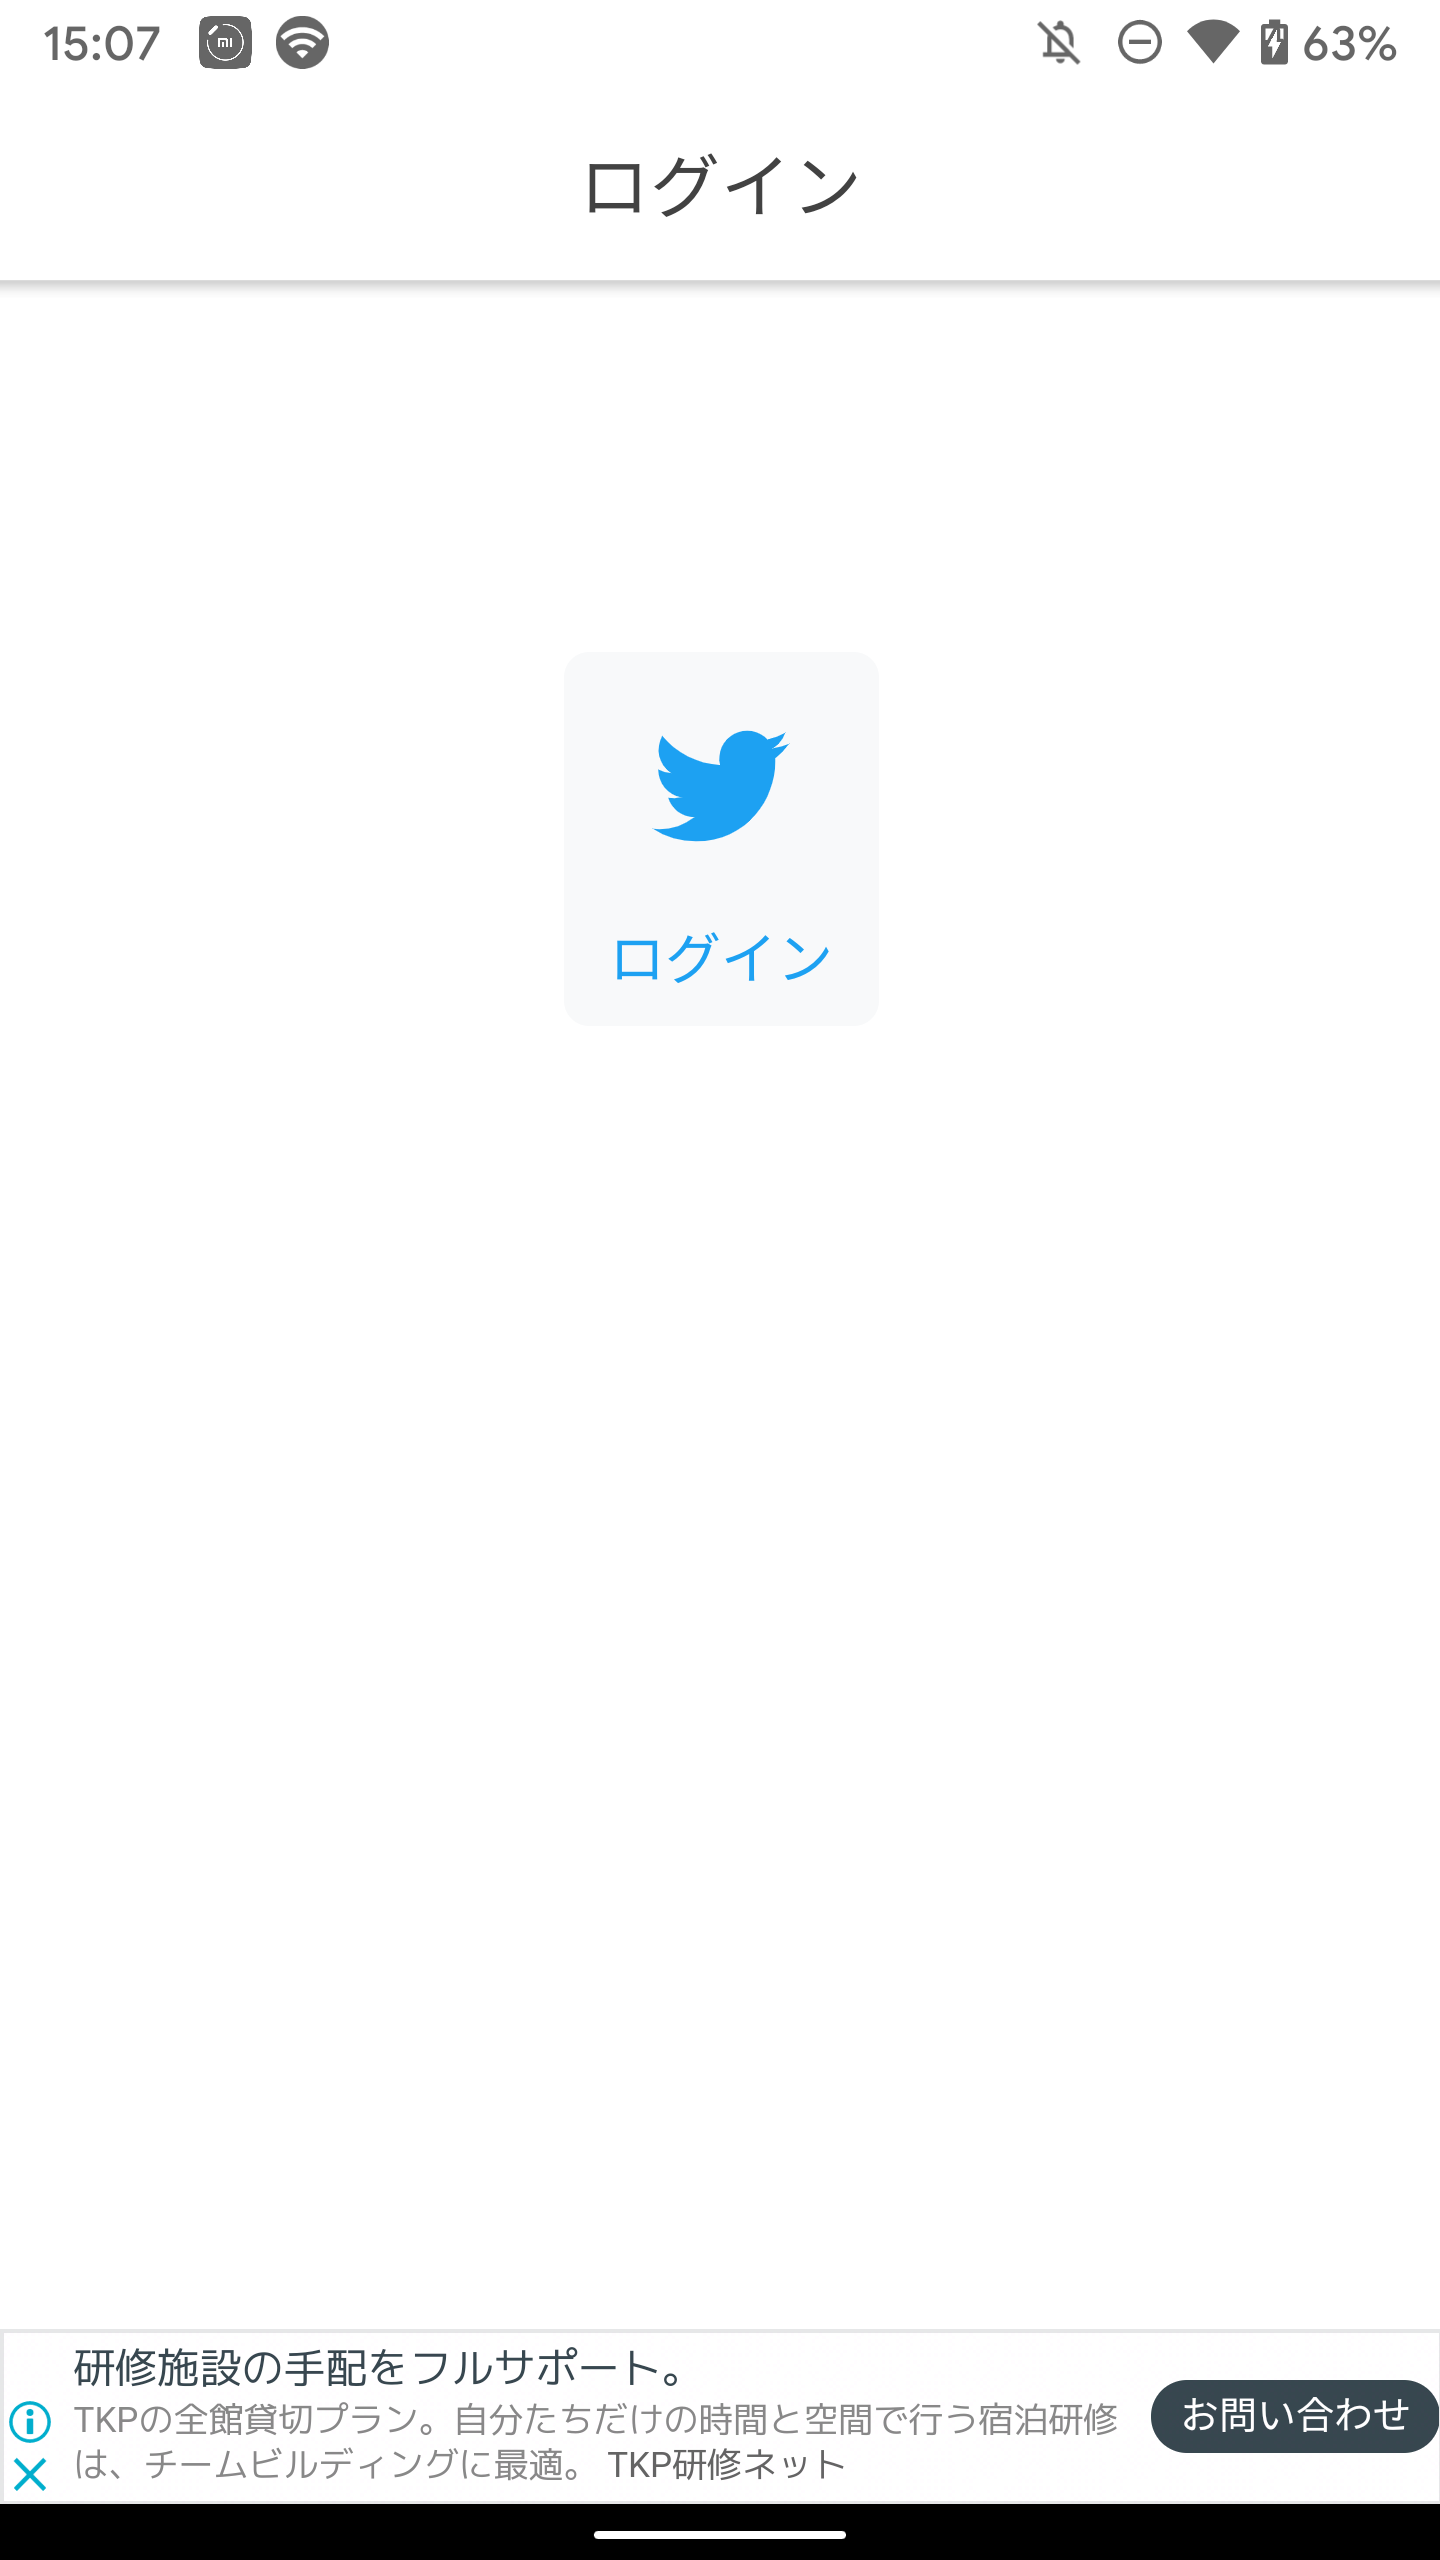 15:07
63%
ログイン
ログイン
研修施設の手配をフルサポート。
TKPの全館貸切プラン。自分たちだけの時間と空間で行う宿泊研修
は、チームビルディングに最適。 TKP研修ネット
お問い合わせ